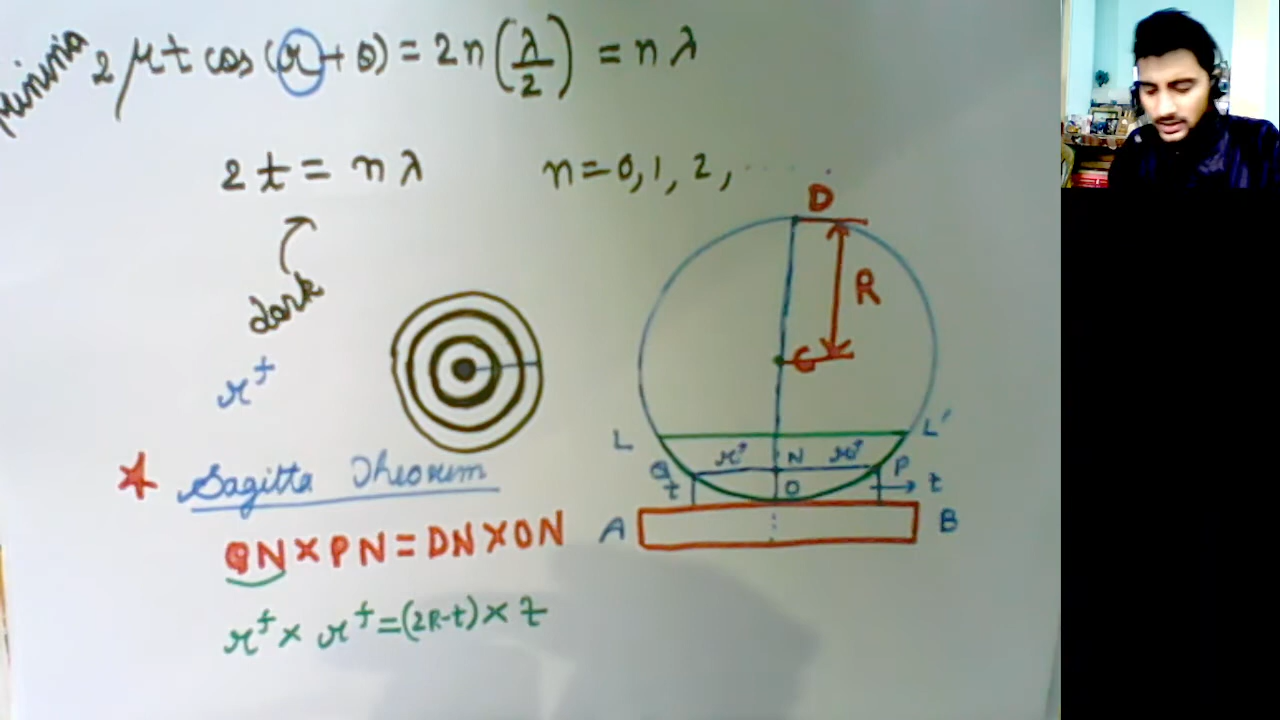 minima 2μt cos(r+θ) = 2n(λ/2) = nλ
2t = nλ n=0,1,2,.....
dark
r†
D
R
C
L L'
r† N r†
Q P
t O t
A B
★ Sagitta Theorem
QN×PN=DN×ON
r†× r†=(2R-t)× t